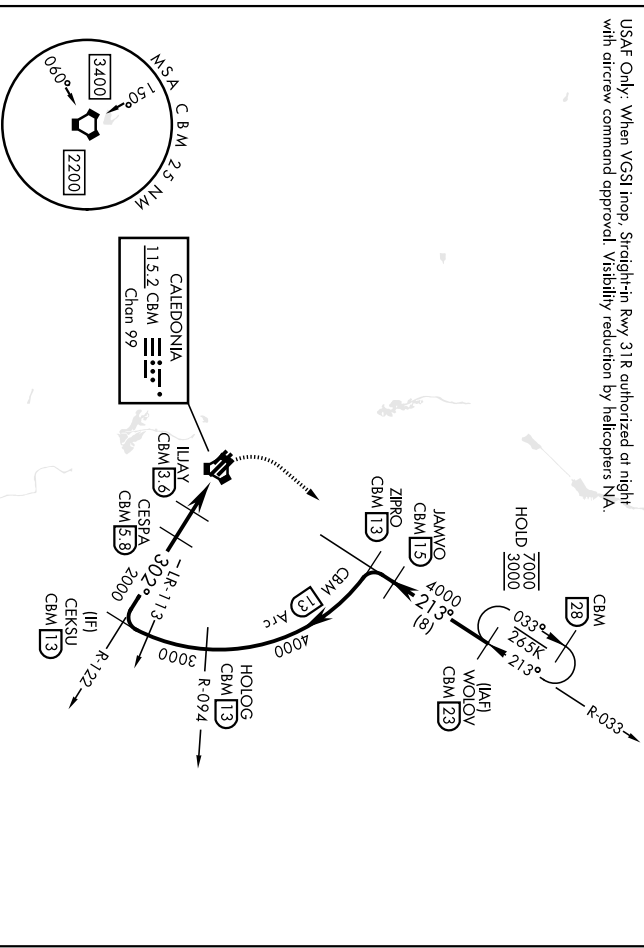 USAF Only: When VGSI inop, Straight-in Rwy 31R authorized at night
with aircrew command approval. Visibility reduction by helicopters NA.
MSA CBM 25 NM
3400
150°
060°
2200
CALEDONIA
115.2 CBM
Chan 99
HOLD 7000
3000
CBM
28
033°
265K
213°
R-033
(IAF)
WOLOV
CBM 23
4000
213°
(8)
JAMVO
CBM 15
ZIPRO
CBM 13
CBM 13 Arc
4000
HOLOG
CBM 13
R-094
3000
LR-113
(IF)
CEKSU
CBM 13
R-122
2000
302°
CESPA
CBM 5.8
ILJAY
CBM 3.6